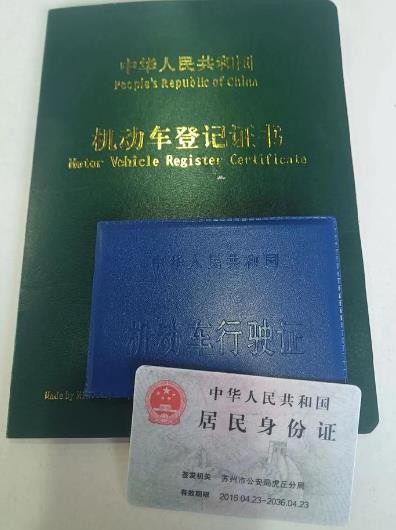 中华人民共和国
People's Republic of China
机动车登记证书
Motor Vehicle Register Certificate
中华人民共和国
机动车行驶证
Made by
中华人民共和国
居民身份证
签发机关 苏州市公安局虎丘分局
有效期限 2016.04.23-2036.04.23